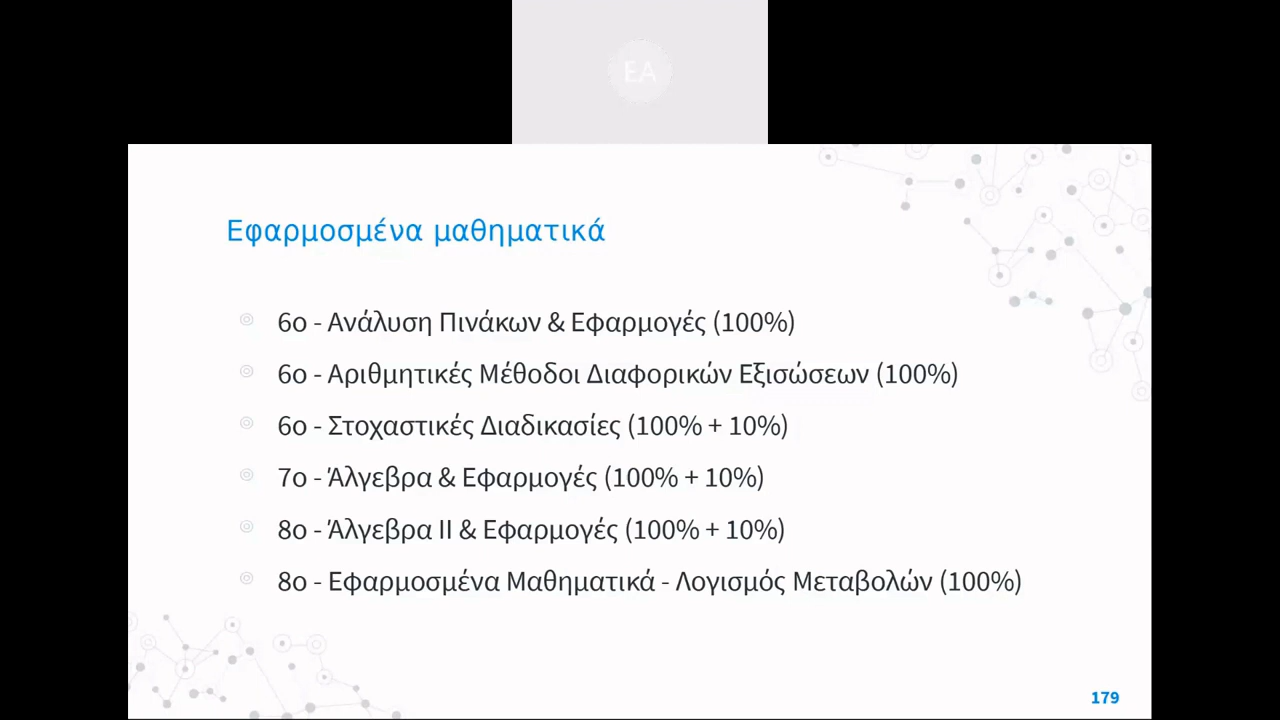 EA
Εφαρμοσμένα μαθηματικά
6ο - Ανάλυση Πινάκων & Εφαρμογές (100%)
6ο - Αριθμητικές Μέθοδοι Διαφορικών Εξισώσεων (100%)
6ο - Στοχαστικές Διαδικασίες (100% + 10%)
7ο - Άλγεβρα & Εφαρμογές (100% + 10%)
8ο - Άλγεβρα ΙΙ & Εφαρμογές (100% + 10%)
8ο - Εφαρμοσμένα Μαθηματικά - Λογισμός Μεταβολών (100%)
179